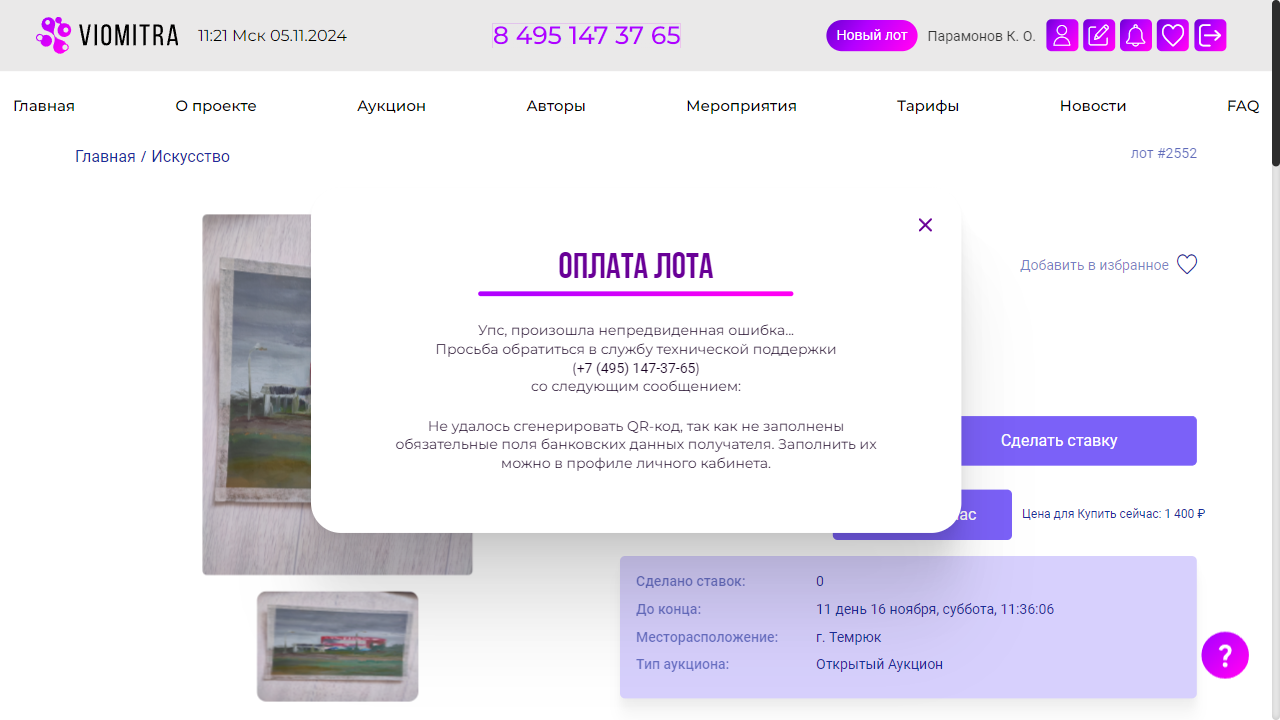 VIOMITRA
11:21 Мск 05.11.2024
8 495 147 37 65
Новый лот
Парамонов К. О.
Главная
О проекте
Аукцион
Авторы
Мероприятия
Тарифы
Новости
FAQ
Главная / Искусство
лот #2552
ОПЛАТА ЛОТА
Добавить в избранное
Упс, произошла непредвиденная ошибка...
Просьба обратиться в службу технической поддержки
(+7 (495) 147-37-65)
со следующим сообщением:
Не удалось сгенерировать QR-код, так как не заполнены
обязательные поля банковских данных получателя. Заполнить их
можно в профиле личного кабинета.
Сделать ставку
Цена для Купить сейчас: 1 400 ₽
Сделано ставок: 0
До конца: 11 день 16 ноября, суббота, 11:36:06
Месторасположение: г. Темрюк
Тип аукциона: Открытый Аукцион
?